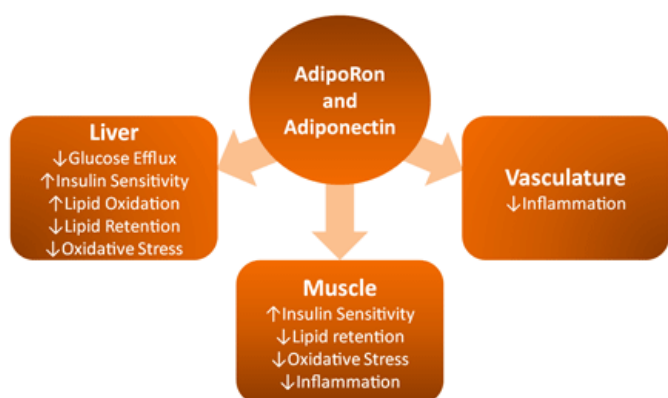 AdipoRon
and
Adiponectin
Liver
↓Glucose Efflux
↑Insulin Sensitivity
↑Lipid Oxidation
↓Lipid Retention
↓Oxidative Stress
Muscle
↑Insulin Sensitivity
↓Lipid retention
↓Oxidative Stress
↓Inflammation
Vasculature
↓Inflammation